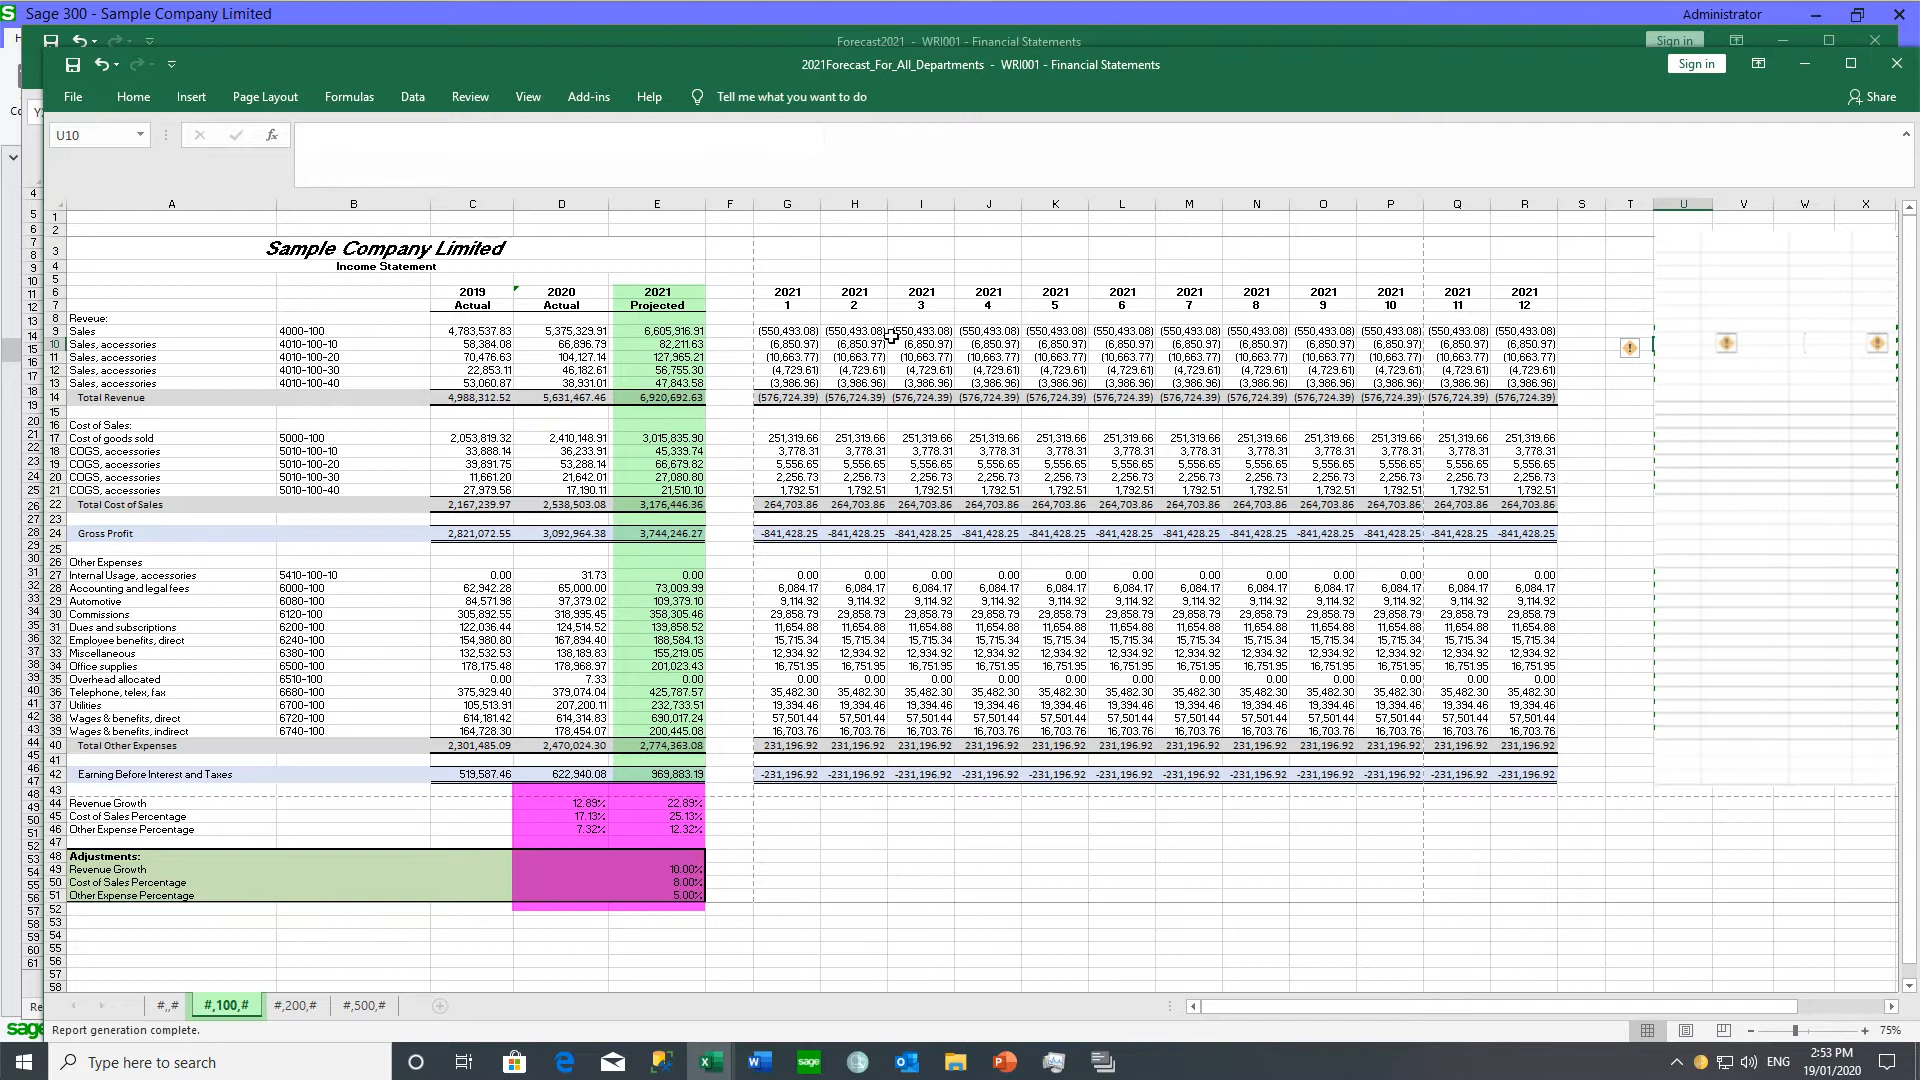 Sage 300 - Sample Company Limited Administrator
Forecast2021 - WRI001 - Financial Statements Sign in
2021Forecast_For_All_Departments - WRI001 - Financial Statements Sign in
File Home Insert Page Layout Formulas Data Review View Add-ins Help Tell me what you want to do Share
U10 fx
A B C D E F G H I J K L M N O P Q R S T U V W X
Sample Company Limited
Income Statement
2019 2020 2021 2021 2021 2021 2021 2021 2021 2021 2021 2021 2021 2021 2021
Actual Actual Projected 1 2 3 4 5 6 7 8 9 10 11 12
8 Reveue:
9 Sales 4000-100 4,783,537.83 5,375,329.91 6,605,916.91 (550,493.08) (550,493.08) (550,493.08) (550,493.08) (550,493.08) (550,493.08) (550,493.08) (550,493.08) (550,493.08) (550,493.08) (550,493.08) (550,493.08)
10 Sales, accessories 4010-100-10 58,384.08 66,896.79 82,211.63 (6,850.97) (6,850.97) (6,850.97) (6,850.97) (6,850.97) (6,850.97) (6,850.97) (6,850.97) (6,850.97) (6,850.97) (6,850.97) (6,850.97)
11 Sales, accessories 4010-100-20 70,476.63 104,127.14 127,965.21 (10,663.77) (10,663.77) (10,663.77) (10,663.77) (10,663.77) (10,663.77) (10,663.77) (10,663.77) (10,663.77) (10,663.77) (10,663.77) (10,663.77)
12 Sales, accessories 4010-100-30 22,853.11 46,182.61 56,755.30 (4,729.61) (4,729.61) (4,729.61) (4,729.61) (4,729.61) (4,729.61) (4,729.61) (4,729.61) (4,729.61) (4,729.61) (4,729.61) (4,729.61)
13 Sales, accessories 4010-100-40 53,060.87 38,931.01 47,843.58 (3,986.96) (3,986.96) (3,986.96) (3,986.96) (3,986.96) (3,986.96) (3,986.96) (3,986.96) (3,986.96) (3,986.96) (3,986.96) (3,986.96)
14 Total Revenue 4,988,312.52 5,631,467.46 6,920,692.63 (576,724.39) (576,724.39) (576,724.39) (576,724.39) (576,724.39) (576,724.39) (576,724.39) (576,724.39) (576,724.39) (576,724.39) (576,724.39) (576,724.39)
16 Cost of Sales:
17 Cost of goods sold 5000-100 2,053,819.32 2,410,148.91 3,015,835.90 251,319.66 251,319.66 251,319.66 251,319.66 251,319.66 251,319.66 251,319.66 251,319.66 251,319.66 251,319.66 251,319.66 251,319.66
18 COGS, accessories 5010-100-10 33,888.14 36,233.91 45,339.74 3,778.31 3,778.31 3,778.31 3,778.31 3,778.31 3,778.31 3,778.31 3,778.31 3,778.31 3,778.31 3,778.31 3,778.31
19 COGS, accessories 5010-100-20 39,891.75 53,288.14 66,679.82 5,556.65 5,556.65 5,556.65 5,556.65 5,556.65 5,556.65 5,556.65 5,556.65 5,556.65 5,556.65 5,556.65 5,556.65
20 COGS, accessories 5010-100-30 11,661.20 21,642.01 27,080.80 2,256.73 2,256.73 2,256.73 2,256.73 2,256.73 2,256.73 2,256.73 2,256.73 2,256.73 2,256.73 2,256.73 2,256.73
21 COGS, accessories 5010-100-40 27,979.56 17,190.11 21,510.10 1,792.51 1,792.51 1,792.51 1,792.51 1,792.51 1,792.51 1,792.51 1,792.51 1,792.51 1,792.51 1,792.51 1,792.51
22 Total Cost of Sales 2,167,239.97 2,538,503.08 3,176,446.36 264,703.86 264,703.86 264,703.86 264,703.86 264,703.86 264,703.86 264,703.86 264,703.86 264,703.86 264,703.86 264,703.86 264,703.86
24 Gross Profit 2,821,072.55 3,092,964.38 3,744,246.27 -841,428.25 -841,428.25 -841,428.25 -841,428.25 -841,428.25 -841,428.25 -841,428.25 -841,428.25 -841,428.25 -841,428.25 -841,428.25 -841,428.25
26 Other Expenses
27 Internal Usage, accessories 5410-100-10 0.00 31.73 0.00 0.00 0.00 0.00 0.00 0.00 0.00 0.00 0.00 0.00 0.00 0.00 0.00
28 Accounting and legal fees 6000-100 62,942.28 65,000.00 73,009.99 6,084.17 6,084.17 6,084.17 6,084.17 6,084.17 6,084.17 6,084.17 6,084.17 6,084.17 6,084.17 6,084.17 6,084.17
29 Automotive 6080-100 84,571.98 97,379.02 109,379.10 9,114.92 9,114.92 9,114.92 9,114.92 9,114.92 9,114.92 9,114.92 9,114.92 9,114.92 9,114.92 9,114.92 9,114.92
30 Commissions 6120-100 305,892.55 318,995.45 358,305.46 29,858.79 29,858.79 29,858.79 29,858.79 29,858.79 29,858.79 29,858.79 29,858.79 29,858.79 29,858.79 29,858.79 29,858.79
31 Dues and subscriptions 6200-100 122,036.44 124,514.52 139,858.52 11,654.88 11,654.88 11,654.88 11,654.88 11,654.88 11,654.88 11,654.88 11,654.88 11,654.88 11,654.88 11,654.88 11,654.88
32 Employee benefits, direct 6240-100 154,980.80 167,894.40 188,584.13 15,715.34 15,715.34 15,715.34 15,715.34 15,715.34 15,715.34 15,715.34 15,715.34 15,715.34 15,715.34 15,715.34 15,715.34
33 Miscellaneous 6380-100 132,532.53 138,189.83 155,219.05 12,934.92 12,934.92 12,934.92 12,934.92 12,934.92 12,934.92 12,934.92 12,934.92 12,934.92 12,934.92 12,934.92 12,934.92
34 Office supplies 6500-100 178,175.48 178,968.97 201,023.43 16,751.95 16,751.95 16,751.95 16,751.95 16,751.95 16,751.95 16,751.95 16,751.95 16,751.95 16,751.95 16,751.95 16,751.95
35 Overhead allocated 6510-100 0.00 7.33 0.00 0.00 0.00 0.00 0.00 0.00 0.00 0.00 0.00 0.00 0.00 0.00 0.00
36 Telephone, telex, fax 6680-100 375,929.40 379,074.04 425,787.57 35,482.30 35,482.30 35,482.30 35,482.30 35,482.30 35,482.30 35,482.30 35,482.30 35,482.30 35,482.30 35,482.30 35,482.30
37 Utilities 6700-100 105,513.91 207,200.11 232,733.51 19,394.46 19,394.46 19,394.46 19,394.46 19,394.46 19,394.46 19,394.46 19,394.46 19,394.46 19,394.46 19,394.46 19,394.46
38 Wages & benefits, direct 6720-100 614,181.42 614,314.83 690,017.24 57,501.44 57,501.44 57,501.44 57,501.44 57,501.44 57,501.44 57,501.44 57,501.44 57,501.44 57,501.44 57,501.44 57,501.44
39 Wages & benefits, indirect 6740-100 164,728.30 178,454.07 200,445.08 16,703.76 16,703.76 16,703.76 16,703.76 16,703.76 16,703.76 16,703.76 16,703.76 16,703.76 16,703.76 16,703.76 16,703.76
40 Total Other Expenses 2,301,485.09 2,470,024.30 2,774,363.08 231,196.92 231,196.92 231,196.92 231,196.92 231,196.92 231,196.92 231,196.92 231,196.92 231,196.92 231,196.92 231,196.92 231,196.92
42 Earning Before Interest and Taxes 519,587.46 622,940.08 969,883.19 -231,196.92 -231,196.92 -231,196.92 -231,196.92 -231,196.92 -231,196.92 -231,196.92 -231,196.92 -231,196.92 -231,196.92 -231,196.92 -231,196.92
44 Revenue Growth 12.89% 22.89%
45 Cost of Sales Percentage 17.13% 25.13%
46 Other Expense Percentage 7.32% 12.32%
48 Adjustments:
49 Revenue Growth 10.00%
50 Cost of Sales Percentage 8.00%
51 Other Expense Percentage 5.00%
#,,# #,100,# #,200,# #,500,#
Report generation complete. 75%
Type here to search ENG 2:53 PM
19/01/2020